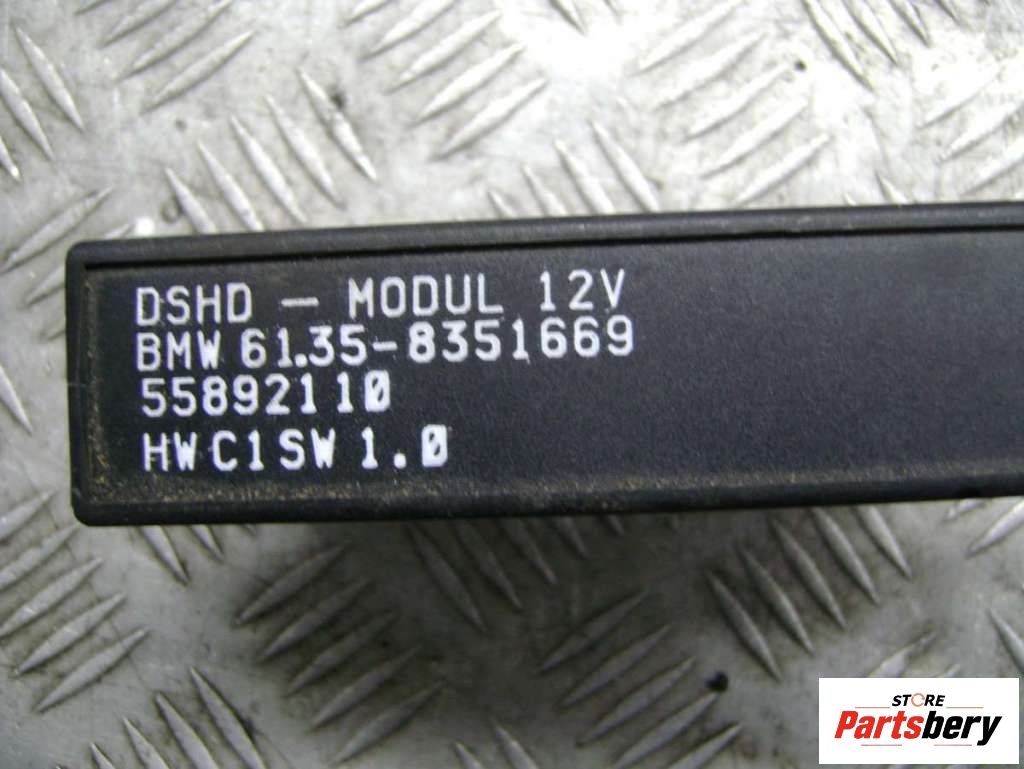 DSHD — MODUL 12V
BMW 61.35-8351669
55892110
HW C1 SW 1.0
STORE
Partsbery